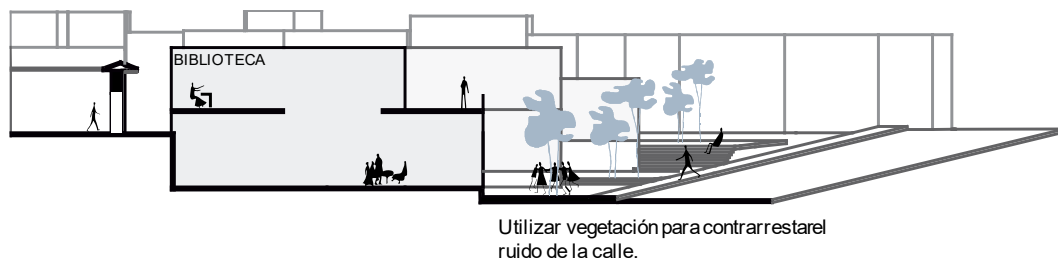 BIBLIOTECA
Utilizar vegetación para contrarrestarel
ruido de la calle.